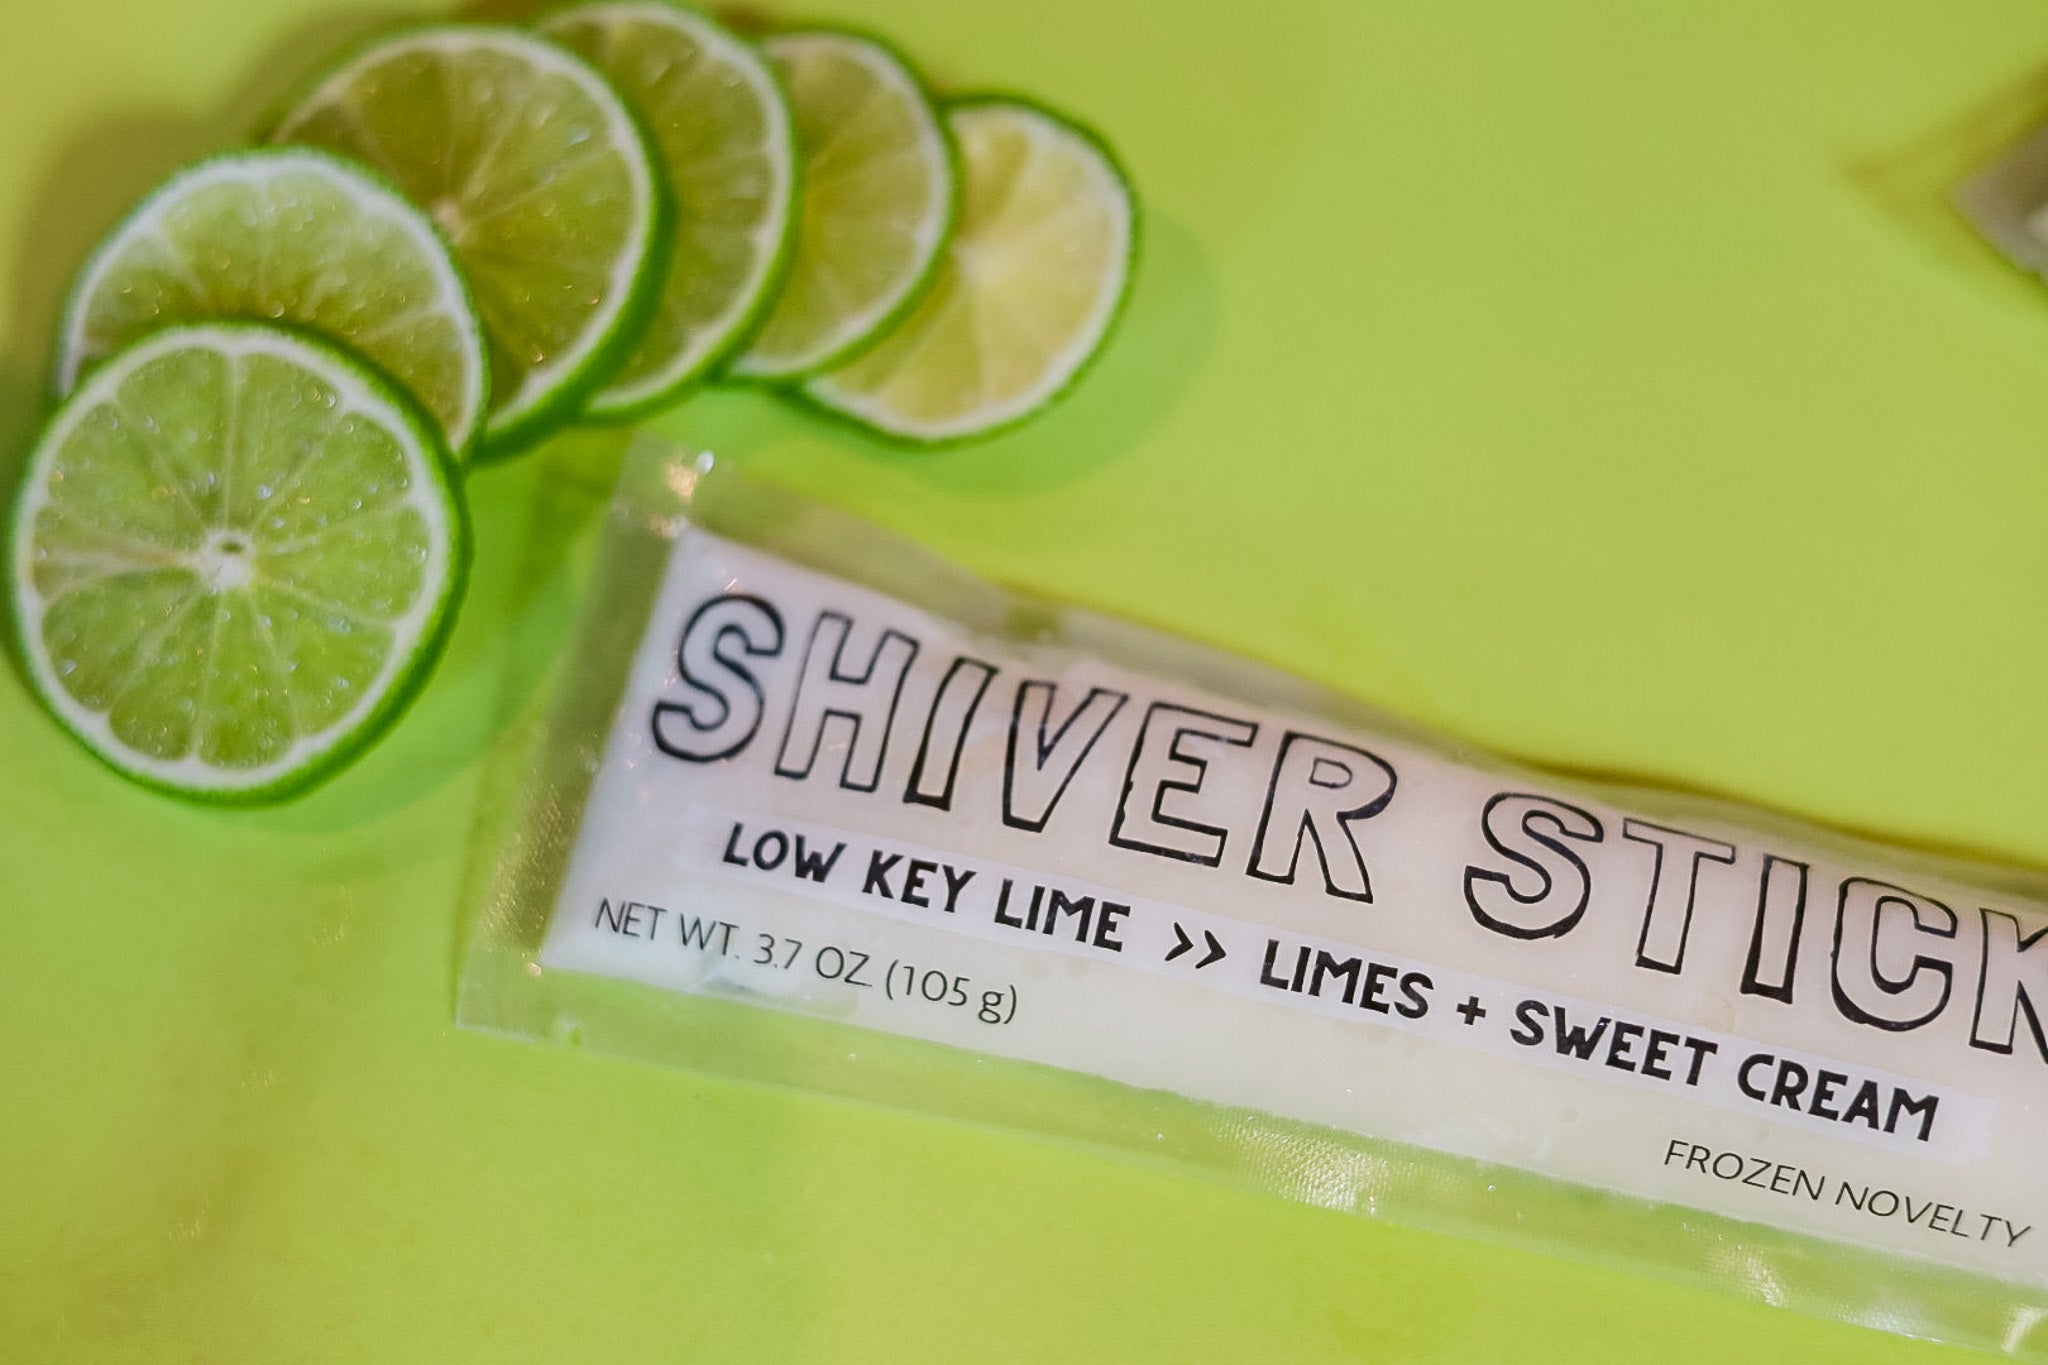 SHIVER STICK
LOW KEY LIME >> LIMES + SWEET CREAM
NET WT. 3.7 OZ. (105 g)
FROZEN NOVELTY